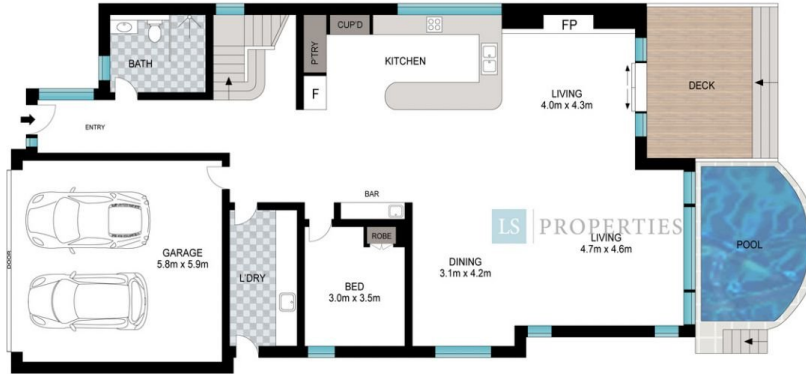 P'TRY
CUP'D
FP
BATH
KITCHEN
F
LIVING
4.0m x 4.3m
DECK
ENTRY
BAR
LS PROPERTIES
ROBE
LIVING
4.7m x 4.6m
POOL
DOOR
GARAGE
5.8m x 5.9m
L'DRY
BED
3.0m x 3.5m
DINING
3.1m x 4.2m